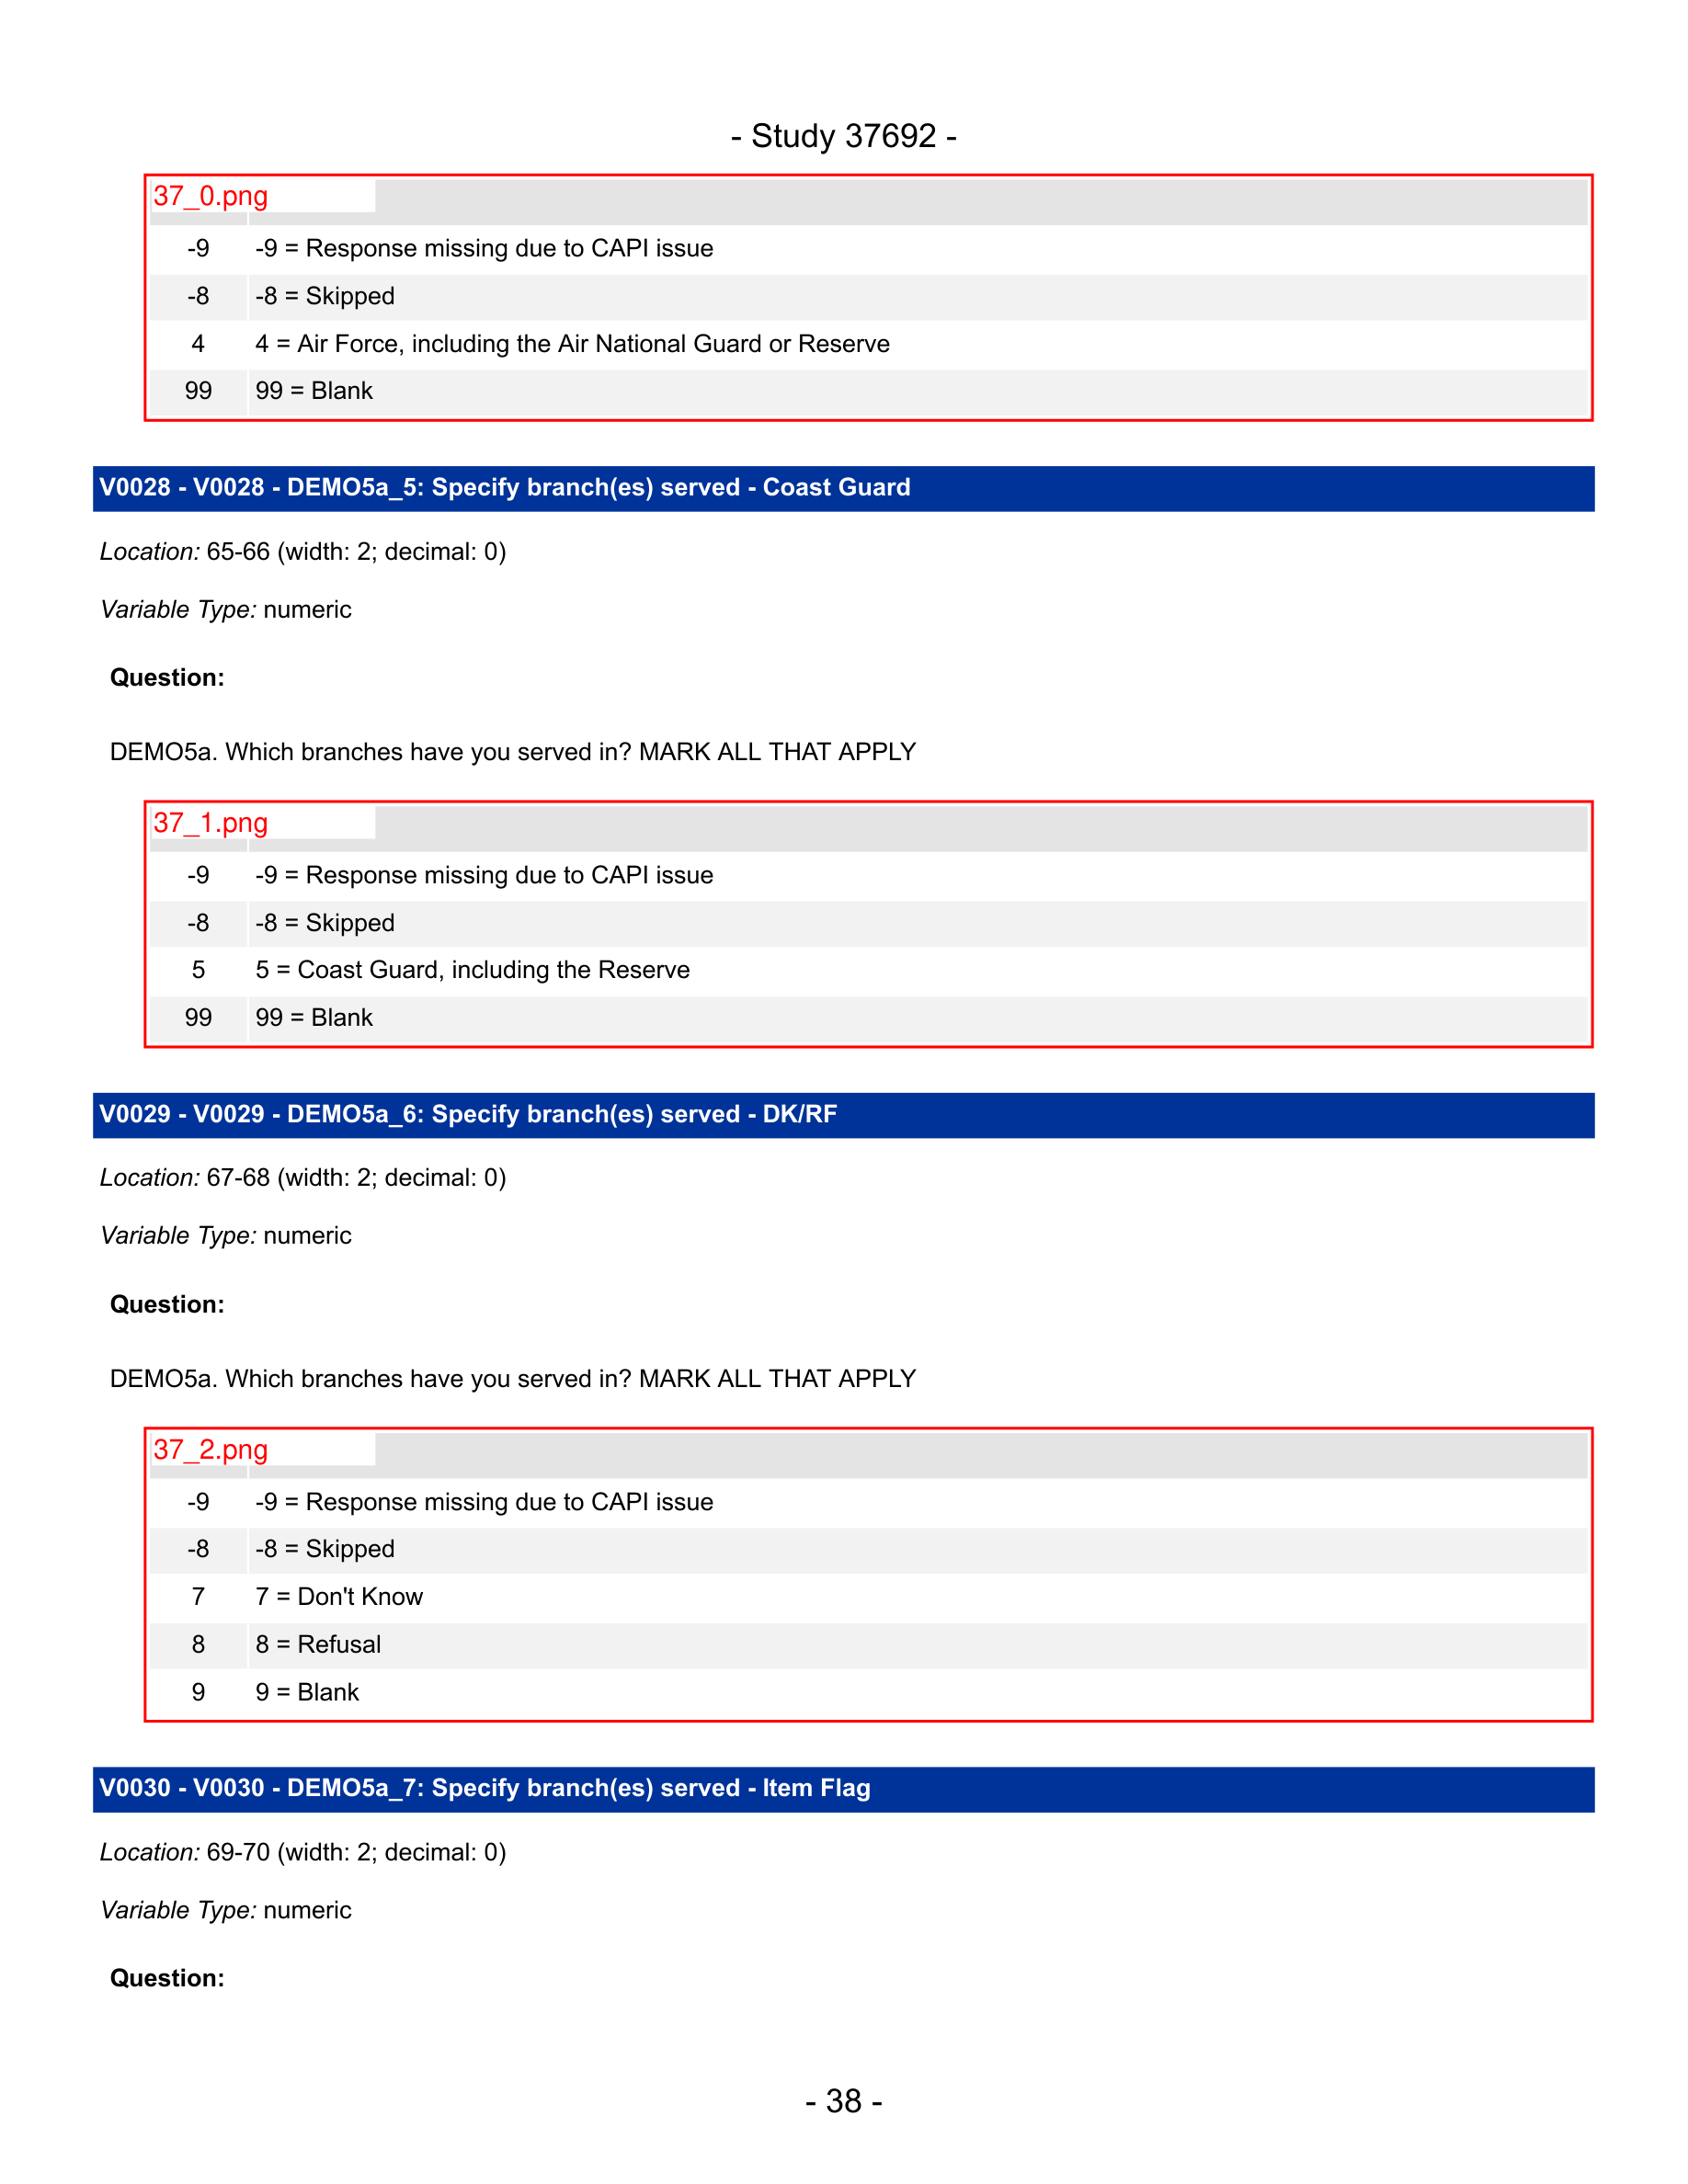 - Study 37692 -
37_0.png
-9 -9 = Response missing due to CAPI issue
-8 -8 = Skipped
4 4 = Air Force, including the Air National Guard or Reserve
99 99 = Blank
V0028 - V0028 - DEMO5a_5: Specify branch(es) served - Coast Guard
Location: 65-66 (width: 2; decimal: 0)
Variable Type: numeric
Question:
DEMO5a. Which branches have you served in? MARK ALL THAT APPLY
37_1.png
-9 -9 = Response missing due to CAPI issue
-8 -8 = Skipped
5 5 = Coast Guard, including the Reserve
99 99 = Blank
V0029 - V0029 - DEMO5a_6: Specify branch(es) served - DK/RF
Location: 67-68 (width: 2; decimal: 0)
Variable Type: numeric
Question:
DEMO5a. Which branches have you served in? MARK ALL THAT APPLY
37_2.png
-9 -9 = Response missing due to CAPI issue
-8 -8 = Skipped
7 7 = Don't Know
8 8 = Refusal
9 9 = Blank
V0030 - V0030 - DEMO5a_7: Specify branch(es) served - Item Flag
Location: 69-70 (width: 2; decimal: 0)
Variable Type: numeric
Question:
- 38 -